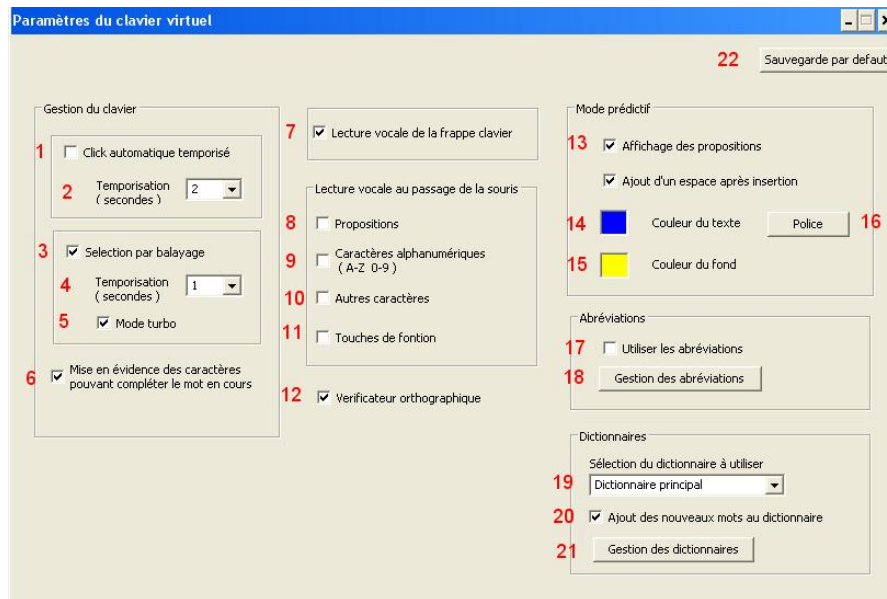 Paramètres du clavier virtuel
22 Sauvegarde par defaut
Gestion du clavier
1 Click automatique temporisé
2 Temporisation 2
( secondes )
3 Selection par balayage
4 Temporisation 1
( secondes )
5 Mode turbo
6 Mise en évidence des caractères
pouvant compléter le mot en cours
7 Lecture vocale de la frappe clavier
Lecture vocale au passage de la souris
8 Propositions
9 Caractères alphanumériques
( A-Z 0-9 )
10 Autres caractères
11 Touches de fontion
12 Verificateur orthographique
Mode prédictif
13 Affichage des propositions
Ajout d'un espace après insertion
14 Couleur du texte Police 16
15 Couleur du fond
Abréviations
17 Utiliser les abréviations
18 Gestion des abréviations
Dictionnaires
Sélection du dictionnaire à utiliser
19 Dictionnaire principal
20 Ajout des nouveaux mots au dictionnaire
21 Gestion des dictionnaires